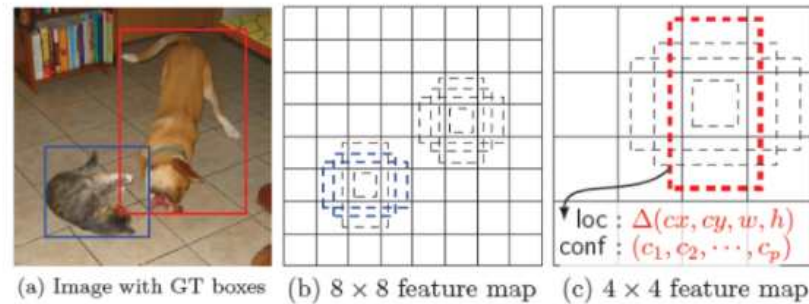 loc : Δ(cx, cy, w, h)
conf : (c₁, c₂, ⋯, cₚ)
(a) Image with GT boxes (b) 8 × 8 feature map (c) 4 × 4 feature map